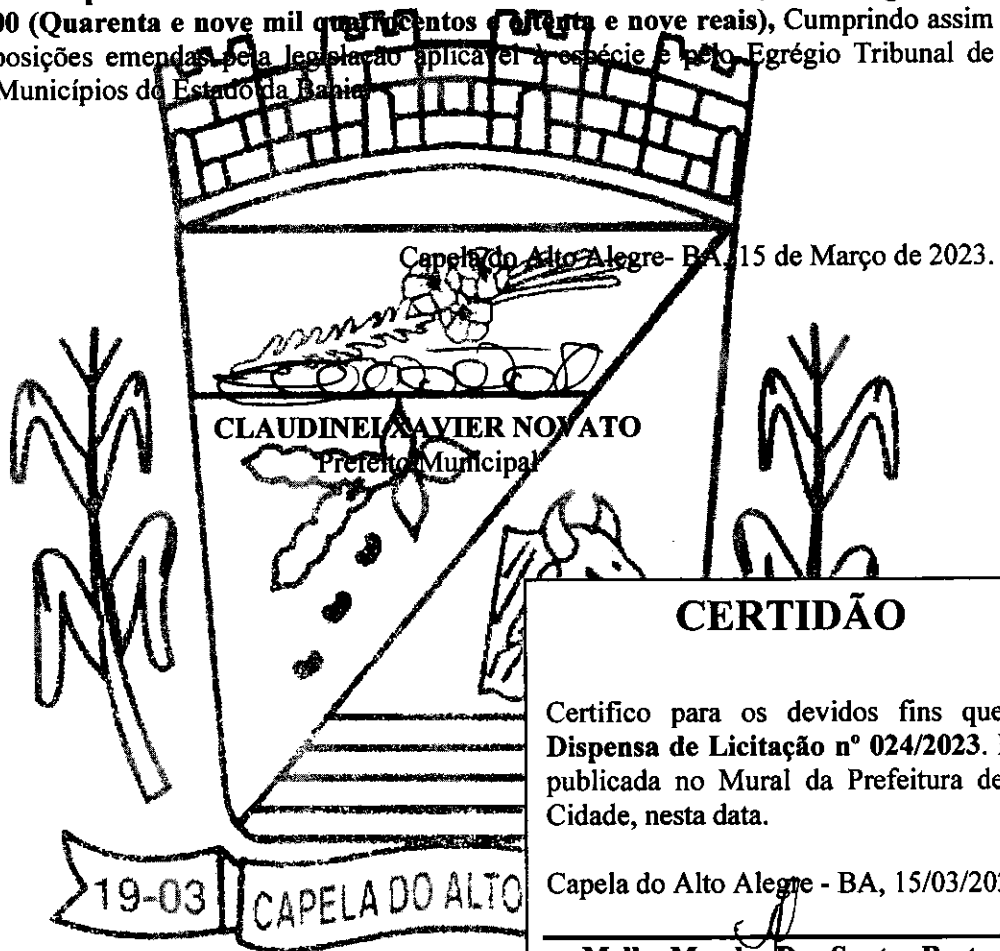 00 (Quarenta e nove mil quatrocentos e oitenta e nove reais), Cumprindo assim
posições emendas pela legislação aplicável à espécie e pelo Egrégio Tribunal de
Municípios do Estado da Bahia
Capela do Alto Alegre- BA, 15 de Março de 2023.
CLAUDINEI XAVIER NOVATO
Prefeito Municipal
CERTIDÃO
Certifico para os devidos fins que
Dispensa de Licitação nº 024/2023.
publicada no Mural da Prefeitura de
Cidade, nesta data.
Capela do Alto Alegre - BA, 15/03/202
19-03
CAPELA DO ALTO